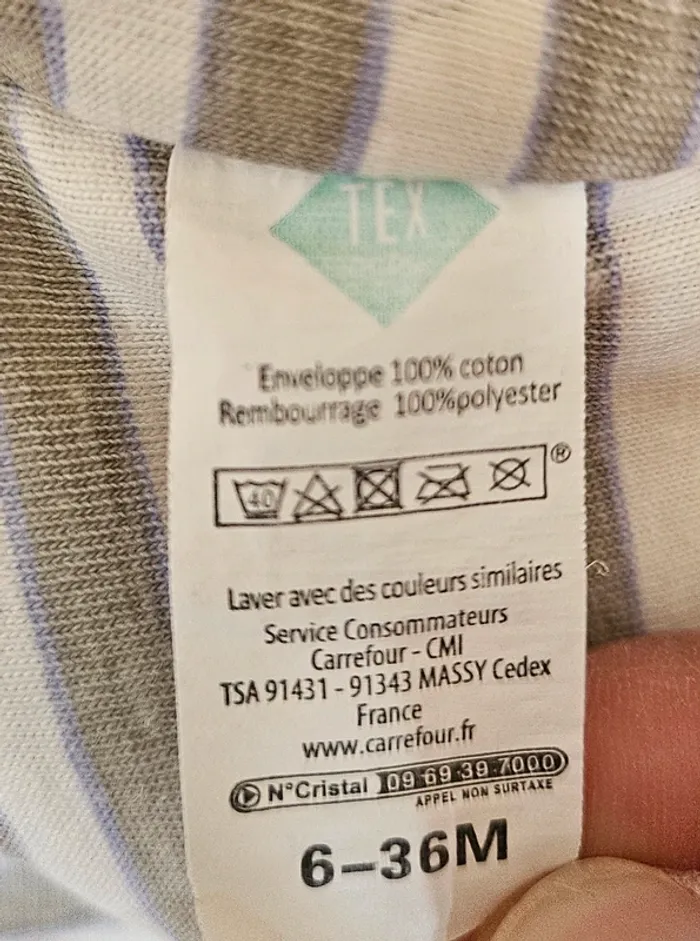 TEX
Enveloppe 100% coton
Rembourrage 100%polyester
40
®
Laver avec des couleurs similaires
Service Consommateurs
Carrefour - CMI
TSA 91431 - 91343 MASSY Cedex
France
www.carrefour.fr
N°Cristal 09 69 39 7000
APPEL NON SURTAXE
6-36M